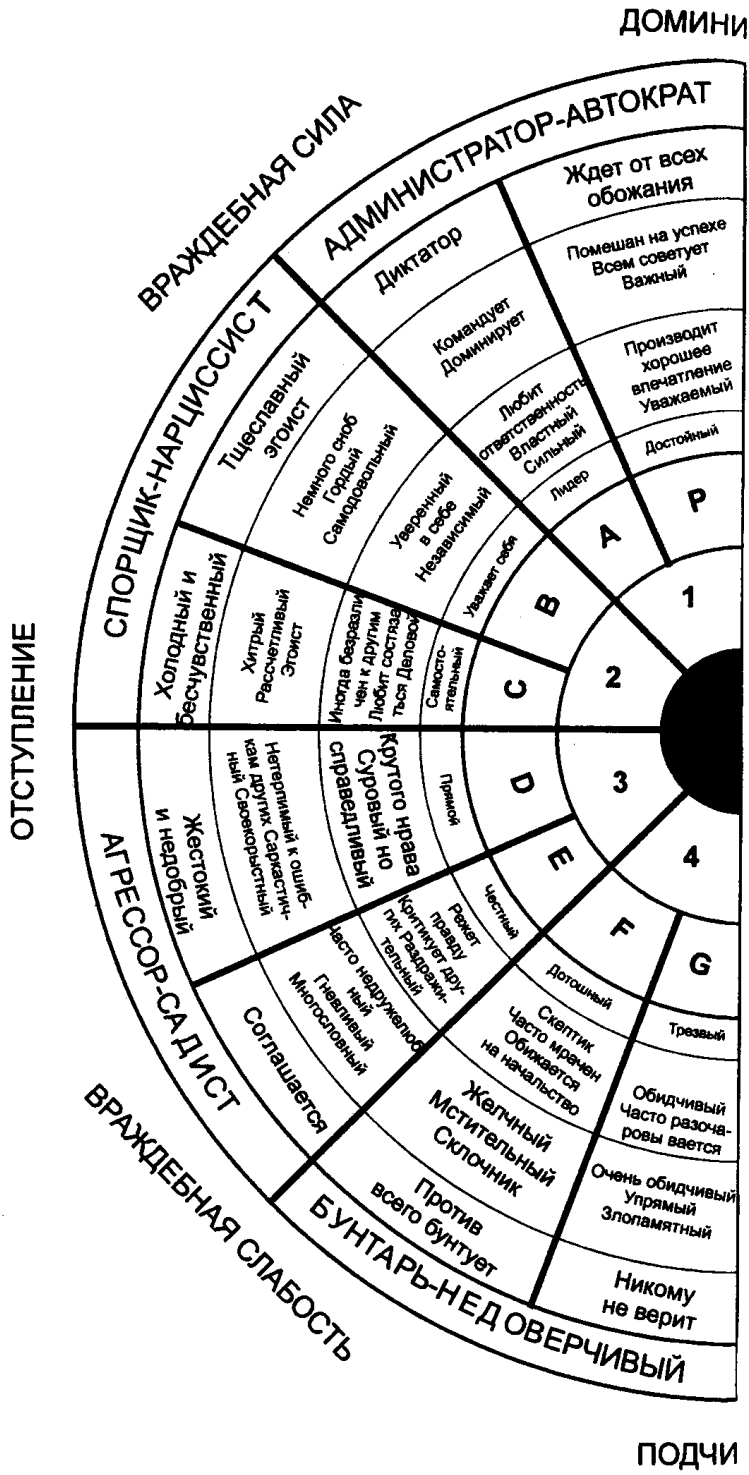 ДОМИНИ
ВРАЖДЕБНАЯ СИЛА
АДМИНИСТРАТОР-АВТОКРАТ
Ждет от всех
обожания
Помешан на успехе
Всем советует
Важный
Производит
хорошее
впечатление
Уважаемый
Достойный
P
1
Диктатор
Командует
Доминирует
Любит
ответственность
Властный
Сильный
Лидер
A
СПОРЩИК-НАРЦИССИСТ
Тщеславный
эгоист
Немного сноб
Гордый
Самодовольный
Уверенный
в себе
Независимый
Уважает себя
B
2
Холодный и
бесчувственный
Хитрый
Рассчетливый
Эгоист
Иногда безразли
чен к другим
Любит состяза
ться Деловой
Самосто-
ятельный
C
ОТСТУПЛЕНИЕ
АГРЕССОР-САДИСТ
Жестокий
и недобрый
Нетерпимый к ошиб-
кам других Саркастич-
ный Своекорыстный
Крутого нрава
Суровый но
справедливый
Прямой
D
3
Соглашается
Часто недружелюб
ный
Гневливый
Многословный
Режет
правду
Критикует дру-
гих Раздражи-
тельный
Честный
E
ВРАЖДЕБНАЯ СЛАБОСТЬ
БУНТАРЬ-НЕДОВЕРЧИВЫЙ
4
F
Дотошный
Скептик
Часто мрачен
Обижается
на начальство
Желчный
Мстительный
Склочник
Против
всего бунтует
G
Трезвый
Обидчивый
Часто разоча-
ровы вается
Очень обидчивый
Упрямый
Злопамятный
Никому
не верит
ПОДЧИ